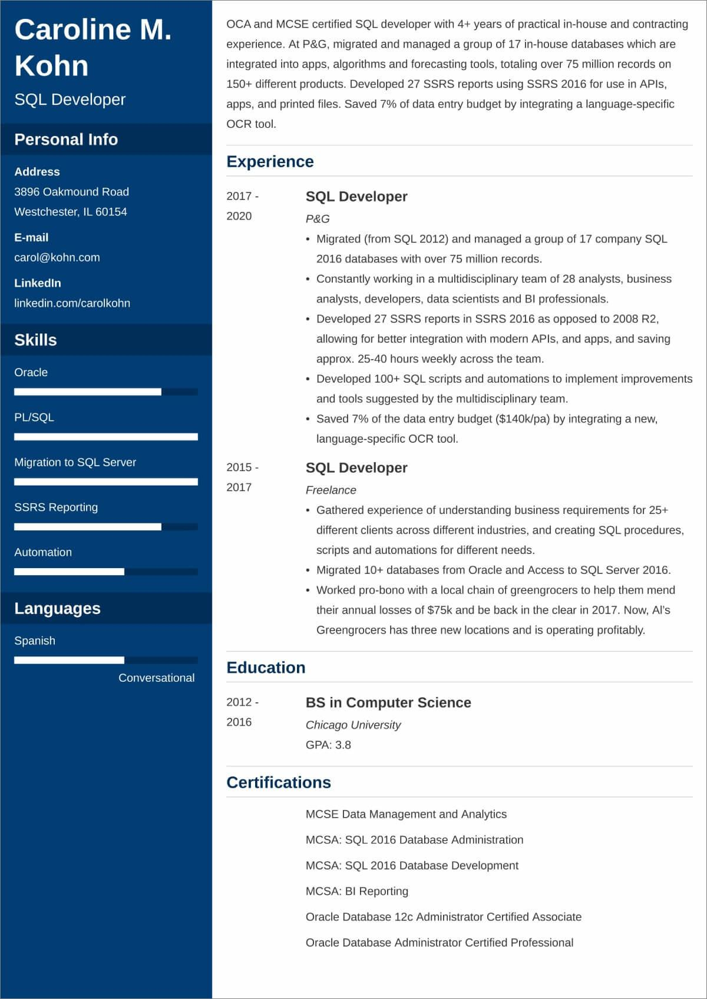 Caroline M.
Kohn
SQL Developer
Personal Info
Address
3896 Oakmound Road
Westchester, IL 60154
E-mail
carol@kohn.com
LinkedIn
linkedin.com/carolkohn
Skills
Oracle
PL/SQL
Migration to SQL Server
SSRS Reporting
Automation
Languages
Spanish
Conversational
OCA and MCSE certified SQL developer with 4+ years of practical in-house and contracting
experience. At P&G, migrated and managed a group of 17 in-house databases which are
integrated into apps, algorithms and forecasting tools, totaling over 75 million records on
150+ different products. Developed 27 SSRS reports using SSRS 2016 for use in APIs,
apps, and printed files. Saved 7% of data entry budget by integrating a language-specific
OCR tool.
Experience
2017 -
2020
SQL Developer
P&G
• Migrated (from SQL 2012) and managed a group of 17 company SQL
2016 databases with over 75 million records.
• Constantly working in a multidisciplinary team of 28 analysts, business
analysts, developers, data scientists and BI professionals.
• Developed 27 SSRS reports in SSRS 2016 as opposed to 2008 R2,
allowing for better integration with modern APIs, and apps, and saving
approx. 25-40 hours weekly across the team.
• Developed 100+ SQL scripts and automations to implement improvements
and tools suggested by the multidisciplinary team.
• Saved 7% of the data entry budget ($140k/pa) by integrating a new,
language-specific OCR tool.
2015 -
2017
SQL Developer
Freelance
• Gathered experience of understanding business requirements for 25+
different clients across different industries, and creating SQL procedures,
scripts and automations for different needs.
• Migrated 10+ databases from Oracle and Access to SQL Server 2016.
• Worked pro-bono with a local chain of greengrocers to help them mend
their annual losses of $75k and be back in the clear in 2017. Now, Al's
Greengrocers has three new locations and is operating profitably.
Education
2012 -
2016
BS in Computer Science
Chicago University
GPA: 3.8
Certifications
MCSE Data Management and Analytics
MCSA: SQL 2016 Database Administration
MCSA: SQL 2016 Database Development
MCSA: BI Reporting
Oracle Database 12c Administrator Certified Associate
Oracle Database Administrator Certified Professional